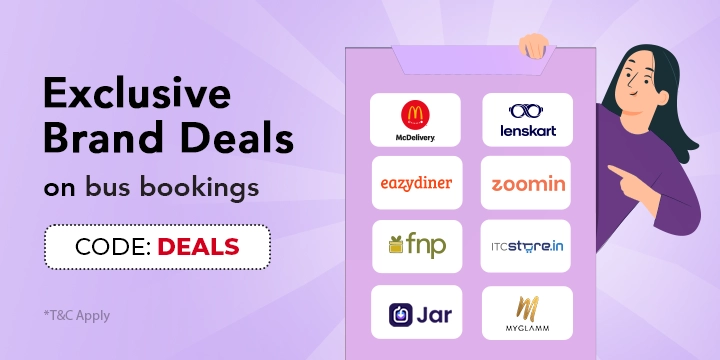 Exclusive
Brand Deals
on bus bookings
CODE: DEALS
*T&C Apply
McDelivery
lenskart
eazydiner
zoomin
fnp
ITCstore.in
Jar
MYGLAMM